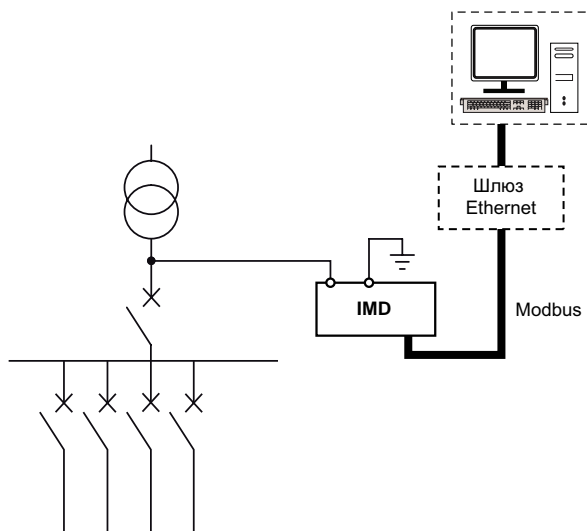 Шлюз
Ethernet
IMD
Modbus